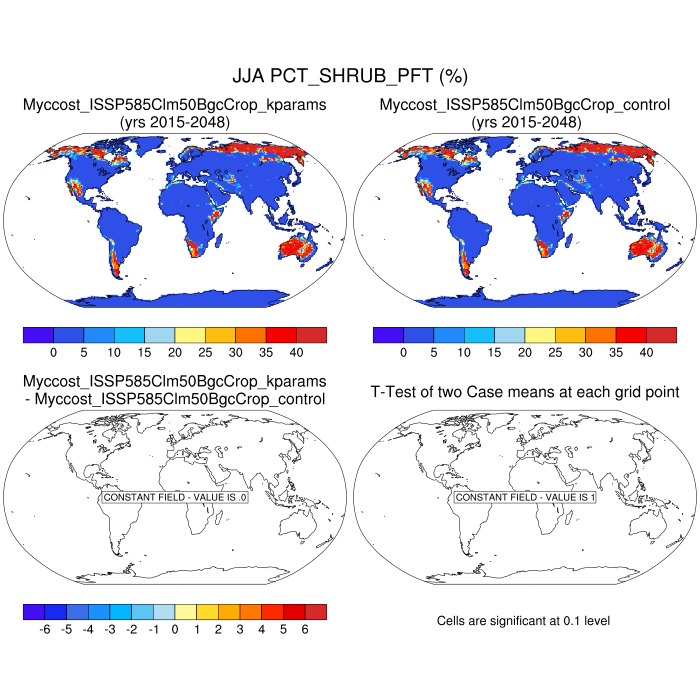 JJA PCT_SHRUB_PFT (%)
Myccost_ISSP585Clm50BgcCrop_kparams
(yrs 2015-2048)
Myccost_ISSP585Clm50BgcCrop_control
(yrs 2015-2048)
0 5 10 15 20 25 30 35 40
0 5 10 15 20 25 30 35 40
Myccost_ISSP585Clm50BgcCrop_kparams
- Myccost_ISSP585Clm50BgcCrop_control
T-Test of two Case means at each grid point
CONSTANT FIELD - VALUE IS .0
CONSTANT FIELD - VALUE IS 1
-6 -5 -4 -3 -2 -1 0 1 2 3 4 5 6
Cells are significant at 0.1 level